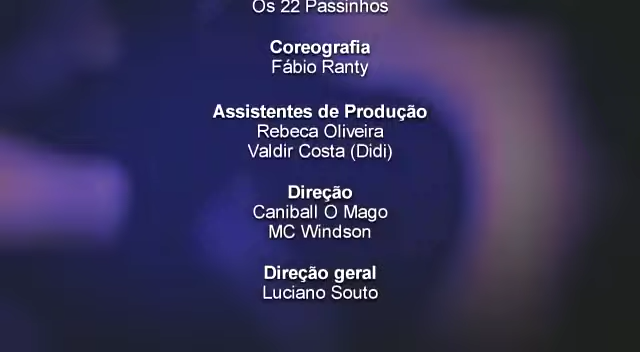 Os 22 Passinhos
Coreografia
Fábio Ranty
Assistentes de Produção
Rebeca Oliveira
Valdir Costa (Didi)
Direção
Caniball O Mago
MC Windson
Direção geral
Luciano Souto